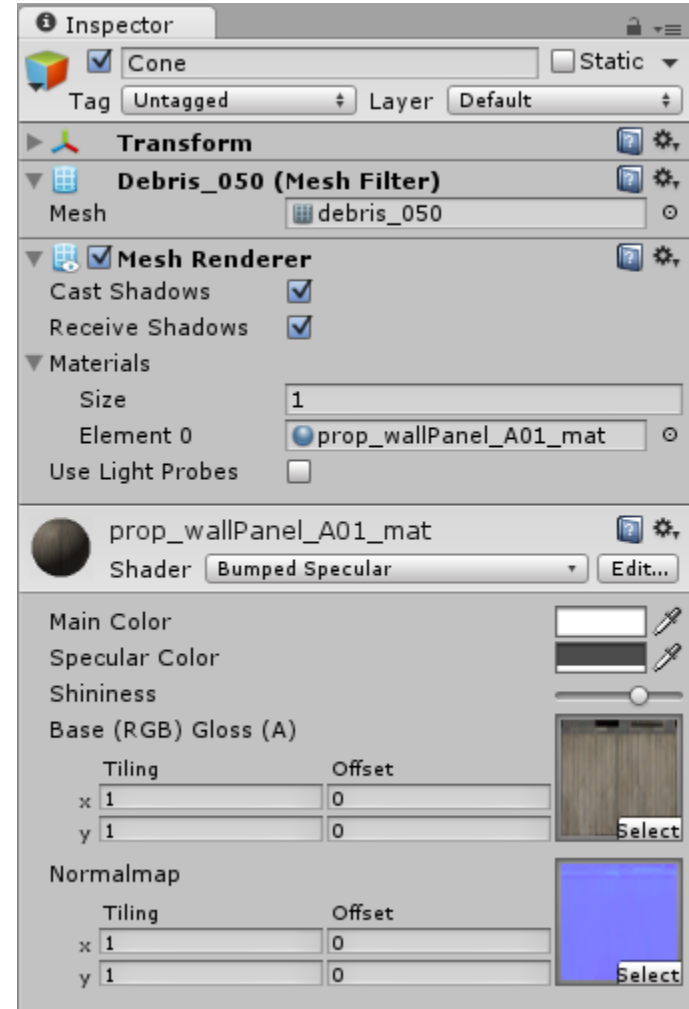 Inspector
Cone Static
Tag Untagged Layer Default
Transform
Debris_050 (Mesh Filter)
Mesh debris_050
Mesh Renderer
Cast Shadows
Receive Shadows
Materials
Size 1
Element 0 prop_wallPanel_A01_mat
Use Light Probes
prop_wallPanel_A01_mat
Shader Bumped Specular Edit...
Main Color
Specular Color
Shininess
Base (RGB) Gloss (A)
Tiling Offset
x 1 0
y 1 0 Select
Normalmap
Tiling Offset
x 1 0
y 1 0 Select